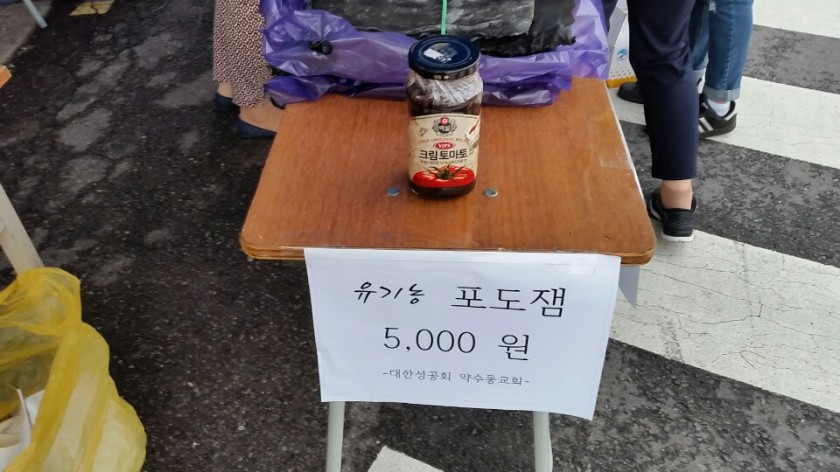 크림토마토
유기농 포도잼
5,000 원
-대한성공회 약수동교회-